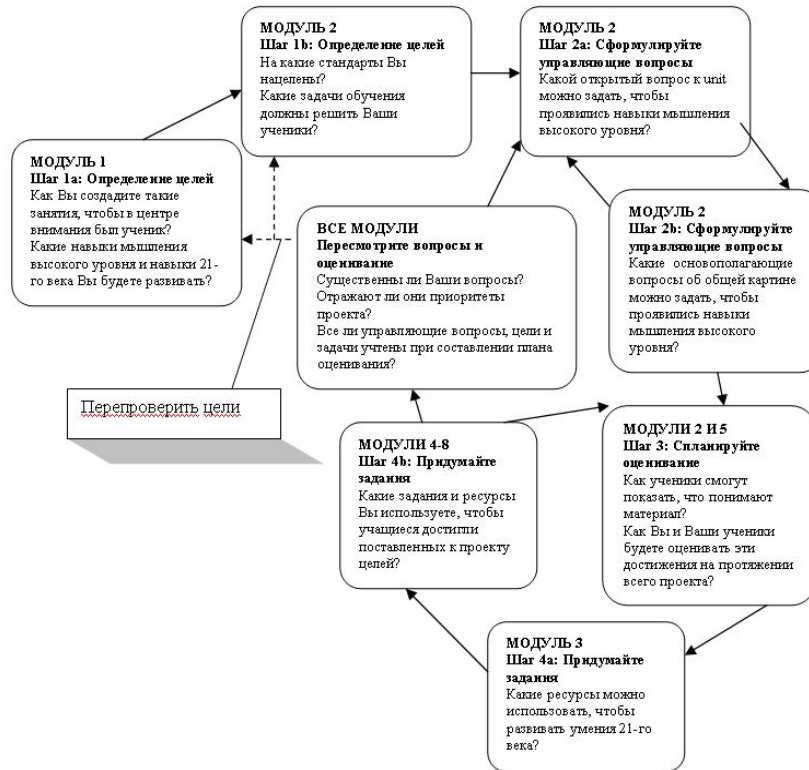 МОДУЛЬ 2
Шаг 1b: Определение целей
На какие стандарты Вы
нацелены?
Какие задачи обучения
должны решить Ваши
ученики?
МОДУЛЬ 2
Шаг 2a: Сформулируйте
управляющие вопросы
Какой открытый вопрос к unit
можно задать, чтобы
проявились навыки мышления
высокого уровня?
МОДУЛЬ 1
Шаг 1a: Определение целей
Как Вы создадите такие
занятия, чтобы в центре
внимания был ученик?
Какие навыки мышления
высокого уровня и навыки 21-
го века Вы будете развивать?
ВСЕ МОДУЛИ
Пересмотрите вопросы и
оценивание
Существенны ли Ваши вопросы?
Отражают ли они приоритеты
проекта?
Все ли управляющие вопросы, цели и
задачи учтены при составлении плана
оценивания?
МОДУЛЬ 2
Шаг 2b: Сформулируйте
управляющие вопросы
Какие основополагающие
вопросы об общей картине
можно задать, чтобы
проявились навыки
мышления высокого
уровня?
Перепроверить цели
МОДУЛИ 4-8
Шаг 4b: Придумайте
задания
Какие задания и ресурсы
Вы используете, чтобы
учащиеся достигли
поставленных к проекту
целей?
МОДУЛИ 2 И 5
Шаг 3: Спланируйте
оценивание
Как ученики смогут
показать, что понимают
материал?
Как Вы и Ваши ученики
будете оценивать эти
достижения на протяжении
всего проекта?
МОДУЛЬ 3
Шаг 4a: Придумайте
задания
Какие ресурсы можно
использовать, чтобы
развивать умения 21-го
века?